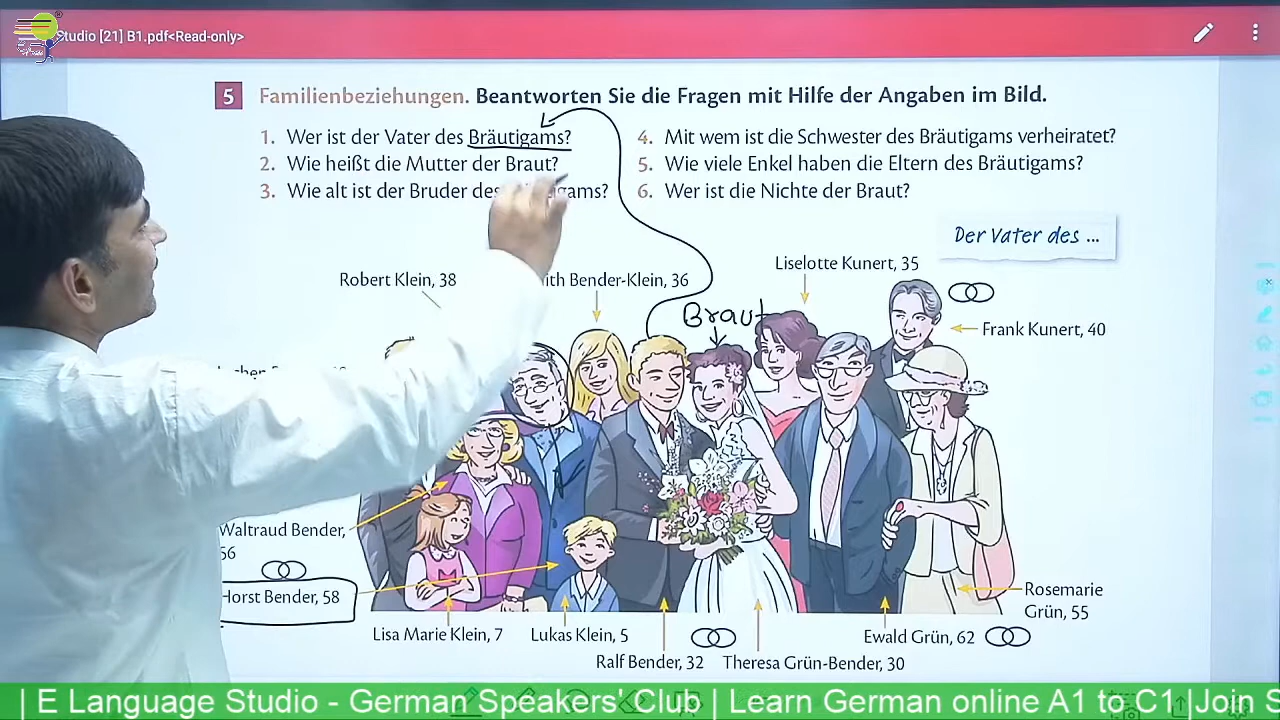 Studio [21] B1.pdf<Read-only>
5 Familienbeziehungen. Beantworten Sie die Fragen mit Hilfe der Angaben im Bild.
1. Wer ist der Vater des Bräutigams?
2. Wie heißt die Mutter der Braut?
3. Wie alt ist der Bruder des
4. Mit wem ist die Schwester des Bräutigams verheiratet?
5. Wie viele Enkel haben die Eltern des Bräutigams?
6. Wer ist die Nichte der Braut?
Der Vater des ...
Robert Klein, 38
Bender-Klein, 36
Liselotte Kunert, 35
Frank Kunert, 40
Braut
Waltraud Bender,
56
Horst Bender, 58
Lisa Marie Klein, 7
Lukas Klein, 5
Ralf Bender, 32
Theresa Grün-Bender, 30
Ewald Grün, 62
Rosemarie
Grün, 55
| E Language Studio - German Speakers' Club | Learn German online A1 to C1|Join S